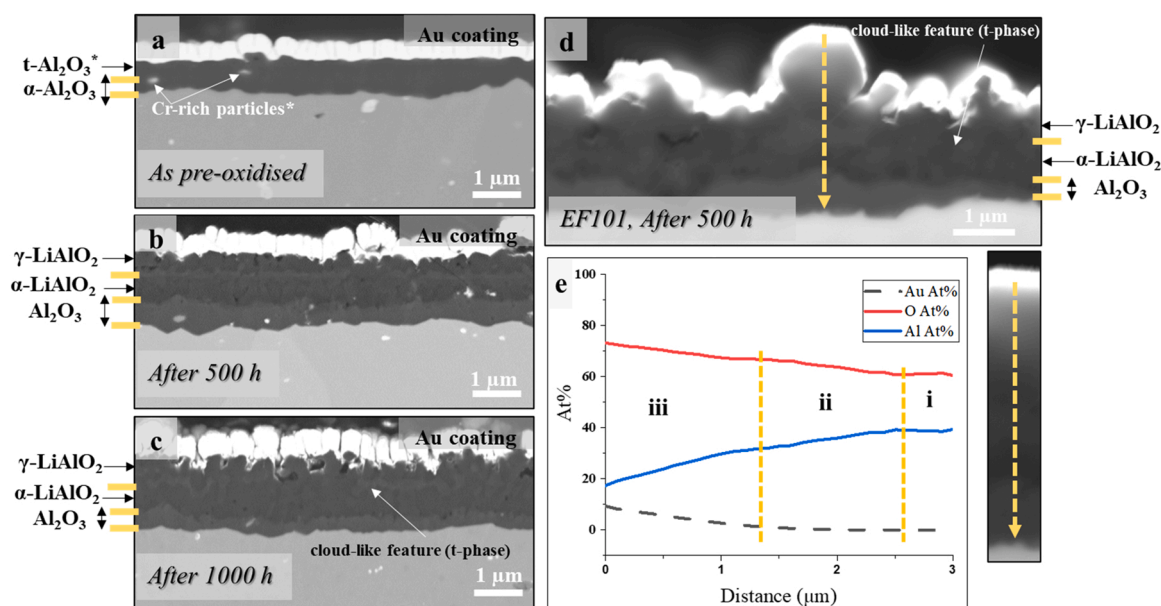 a
Au coating
t-Al₂O₃*
α-Al₂O₃
Cr-rich particles*
As pre-oxidised
1 µm
b
Au coating
γ-LiAlO₂
α-LiAlO₂
Al₂O₃
After 500 h
1 µm
c
Au coating
γ-LiAlO₂
α-LiAlO₂
Al₂O₃
cloud-like feature (t-phase)
After 1000 h
1 µm
d
cloud-like feature (t-phase)
γ-LiAlO₂
α-LiAlO₂
Al₂O₃
EF101, After 500 h
1 µm
e
100
80
60
40
20
0
At%
Au At%
O At%
Al At%
iii
ii
i
0
1
2
3
Distance (µm)